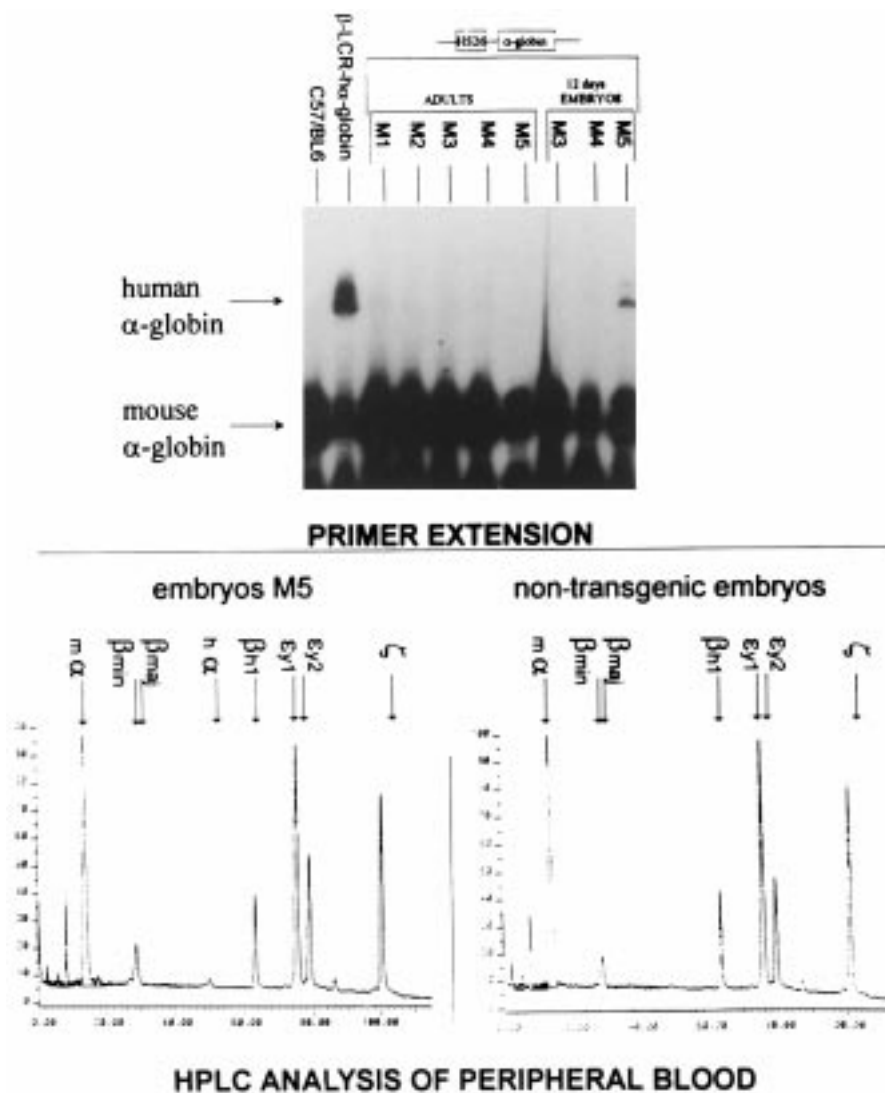 HS26 α-globin
β-LCR-hα-globin
C57/BL6
ADULTS
12 days
EMBRYOS
M1 M2 M3 M4 M5 M3 M4 M5
human
α-globin
mouse
α-globin
PRIMER EXTENSION
embryos M5
non-transgenic embryos
m α βmin βmaj h α βh1 εy1 εy2 ζ
m α βmin βmaj βh1 εy1 εy2 ζ
HPLC ANALYSIS OF PERIPHERAL BLOOD